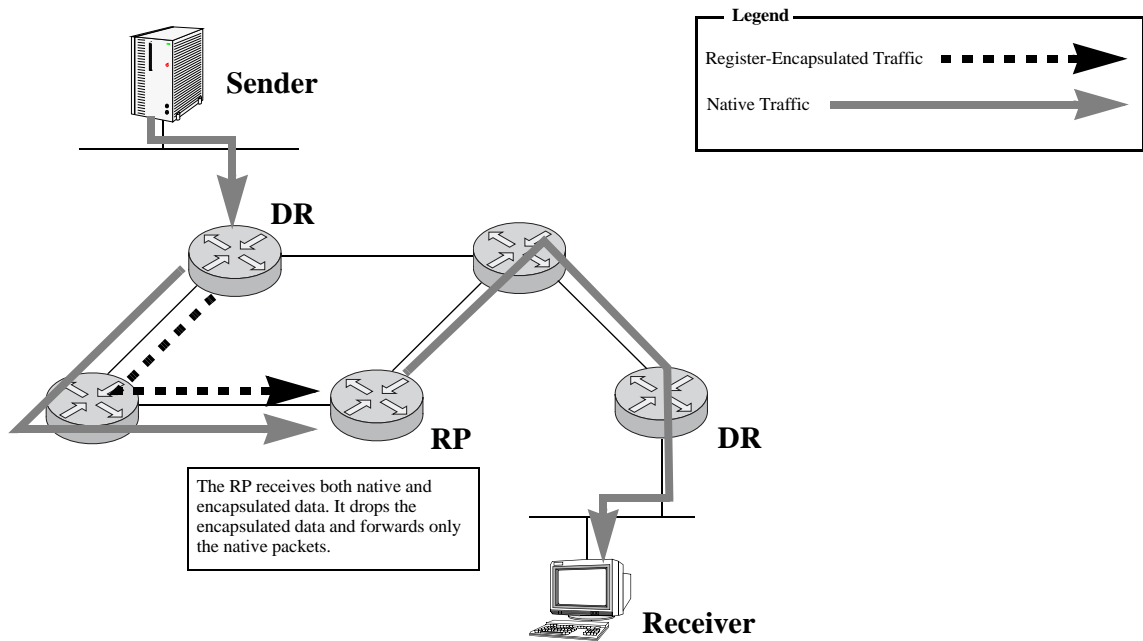 Legend
Register-Encapsulated Traffic
Native Traffic
Sender
DR
RP
DR
The RP receives both native and
encapsulated data. It drops the
encapsulated data and forwards only
the native packets.
Receiver